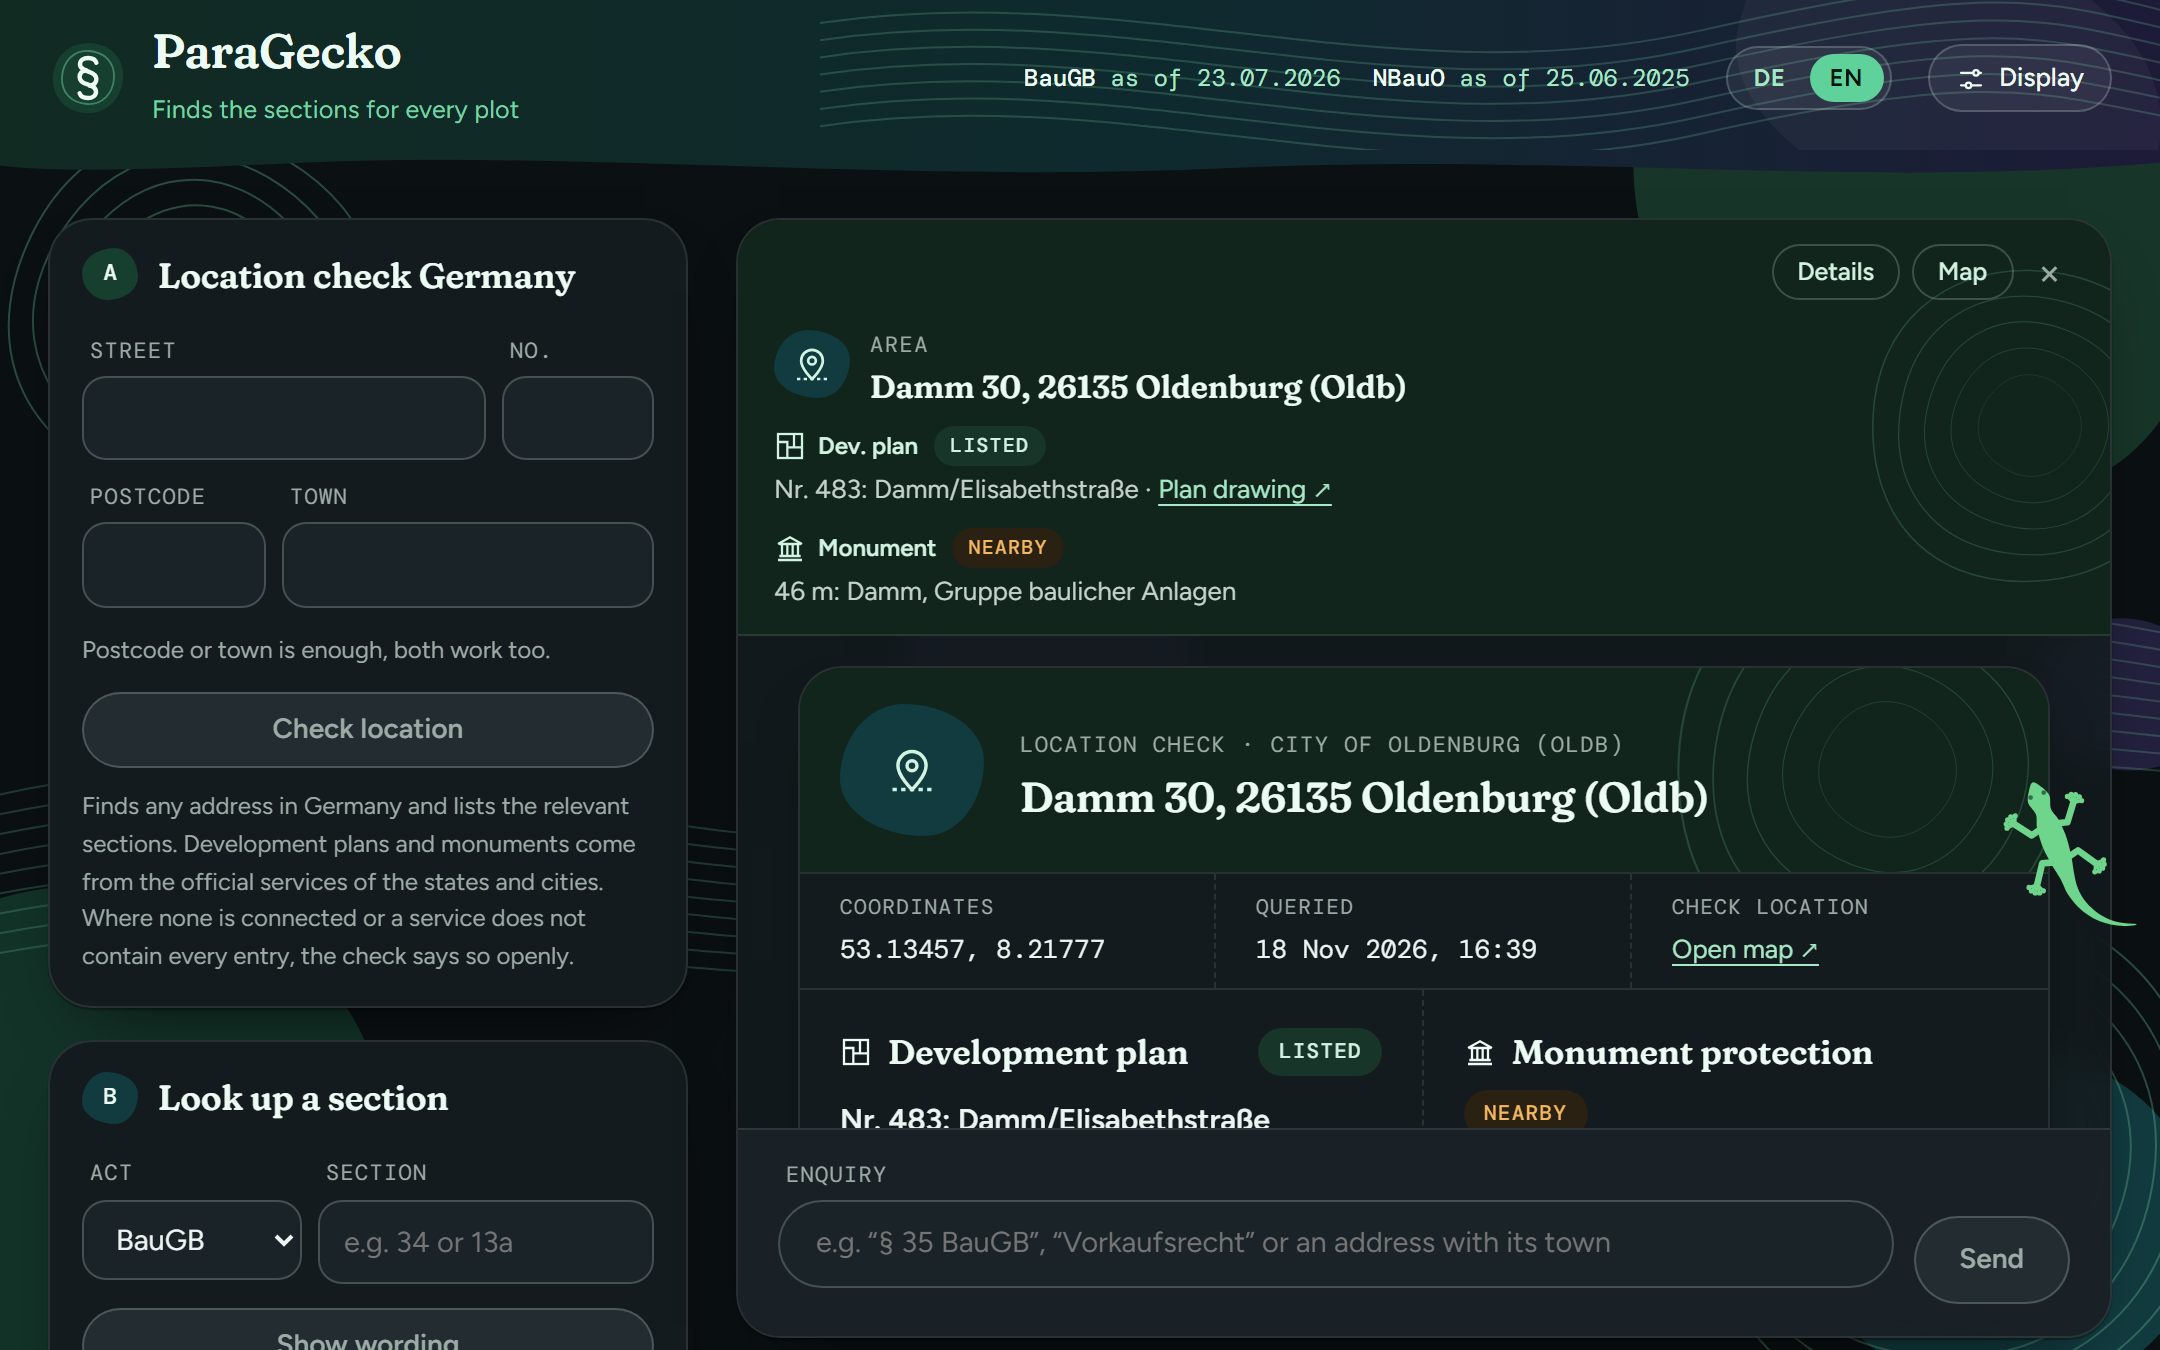 §
ParaGecko
Finds the sections for every plot
BauGB as of 23.07.2026 NBauO as of 25.06.2025
DE EN
Display
A Location check Germany
STREET NO.
POSTCODE TOWN
Postcode or town is enough, both work too.
Check location
Finds any address in Germany and lists the relevant
sections. Development plans and monuments come
from the official services of the states and cities.
Where none is connected or a service does not
contain every entry, the check says so openly.
B Look up a section
ACT SECTION
BauGB e.g. 34 or 13a
Show wording
Details Map ×
AREA
Damm 30, 26135 Oldenburg (Oldb)
Dev. plan LISTED
Nr. 483: Damm/Elisabethstraße · Plan drawing ↗
Monument NEARBY
46 m: Damm, Gruppe baulicher Anlagen
LOCATION CHECK · CITY OF OLDENBURG (OLDB)
Damm 30, 26135 Oldenburg (Oldb)
COORDINATES QUERIED CHECK LOCATION
53.13457, 8.21777 18 Nov 2026, 16:39 Open map ↗
Development plan LISTED Monument protection
Nr. 483: Damm/Elisabethstraße NEARBY
ENQUIRY
e.g. “§ 35 BauGB”, “Vorkaufsrecht” or an address with its town
Send